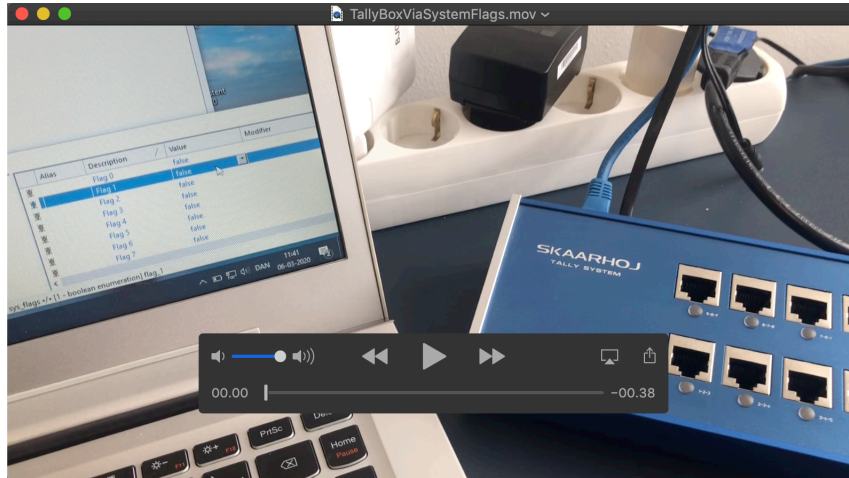 TallyBoxViaSystemFlags.mov
Alias Description / Value Modifier
Flag 0 false
Flag 1 false
Flag 2 false
Flag 3 false
Flag 4 false
Flag 5 false
Flag 6 false
Flag 7 false
sys_flags •/• [1 - boolean enumeration] flag_1
DAN
11:41
06-03-2020
SKAARHOJ
TALLY SYSTEM
00.00
−00.38
F11
F12
PrtSc
Home
Pause